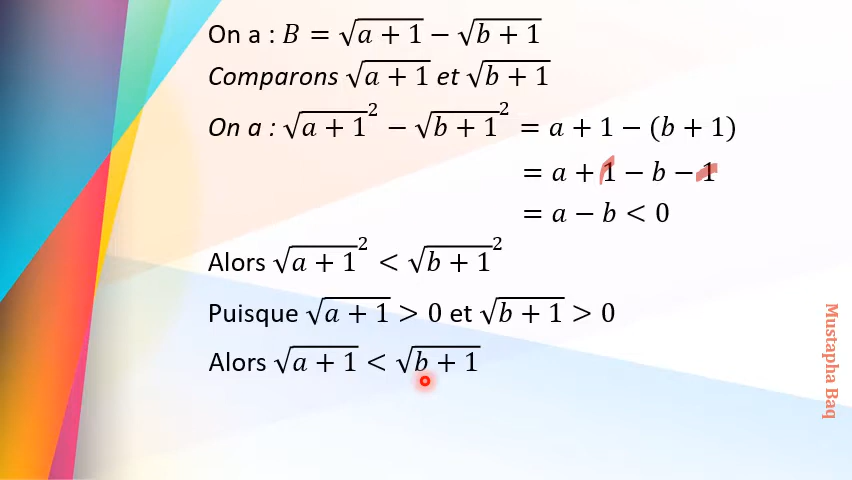 On a : B = √(a + 1) − √(b + 1)
Comparons √(a + 1) et √(b + 1)
On a : √(a + 1)² − √(b + 1)² = a + 1 − (b + 1)
= a + 1 − b − 1
= a − b < 0
Alors √(a + 1)² < √(b + 1)²
Puisque √(a + 1) > 0 et √(b + 1) > 0
Alors √(a + 1) < √(b + 1)
Mustapha Baq